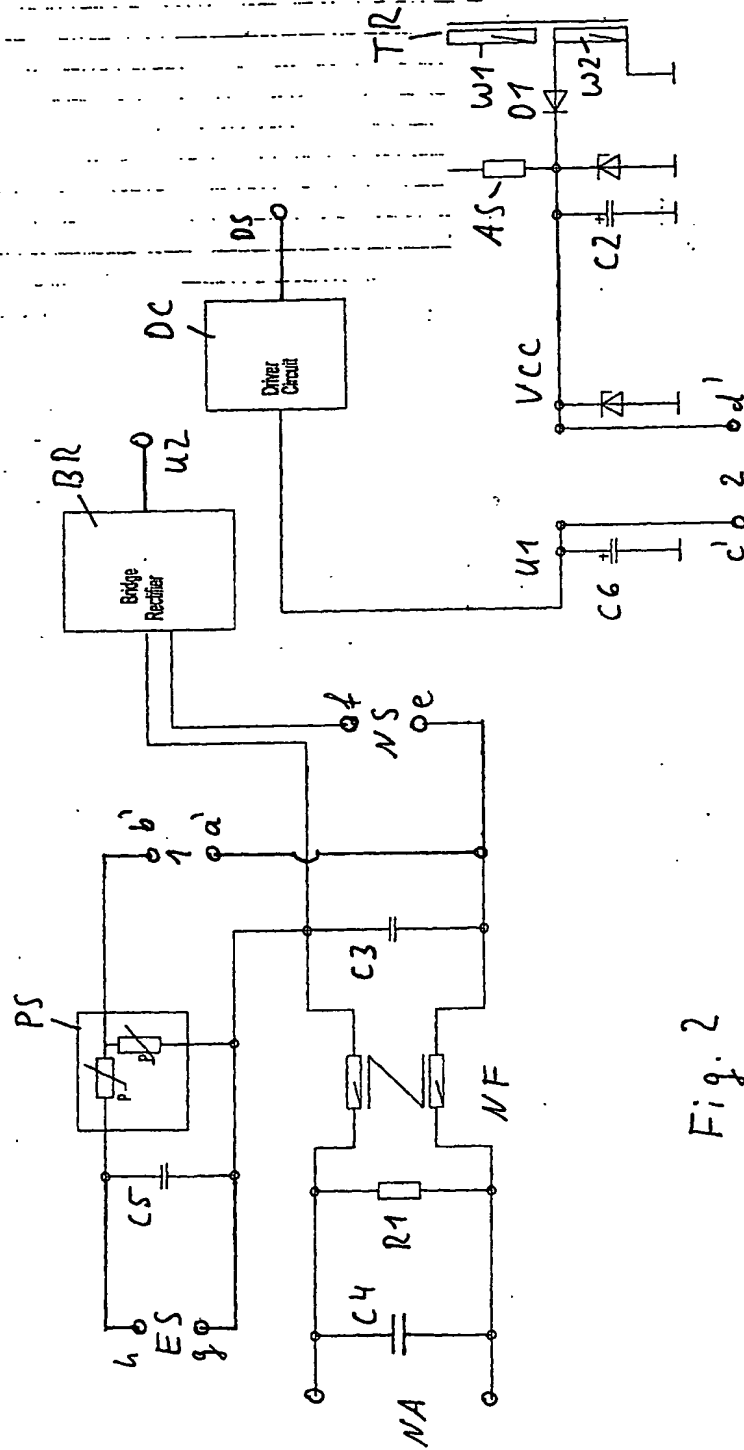 PS
h
ES
g
C5
P
P
b'
1
a'
BR
Bridge
Rectifier
U2
DC
Driver
Circuit
DS
TR
W1
D1
W2
AS
C2
VCC
d'
2
c'
U1
C6
f
NS
e
C3
NF
R1
C4
NA
Fig. 2